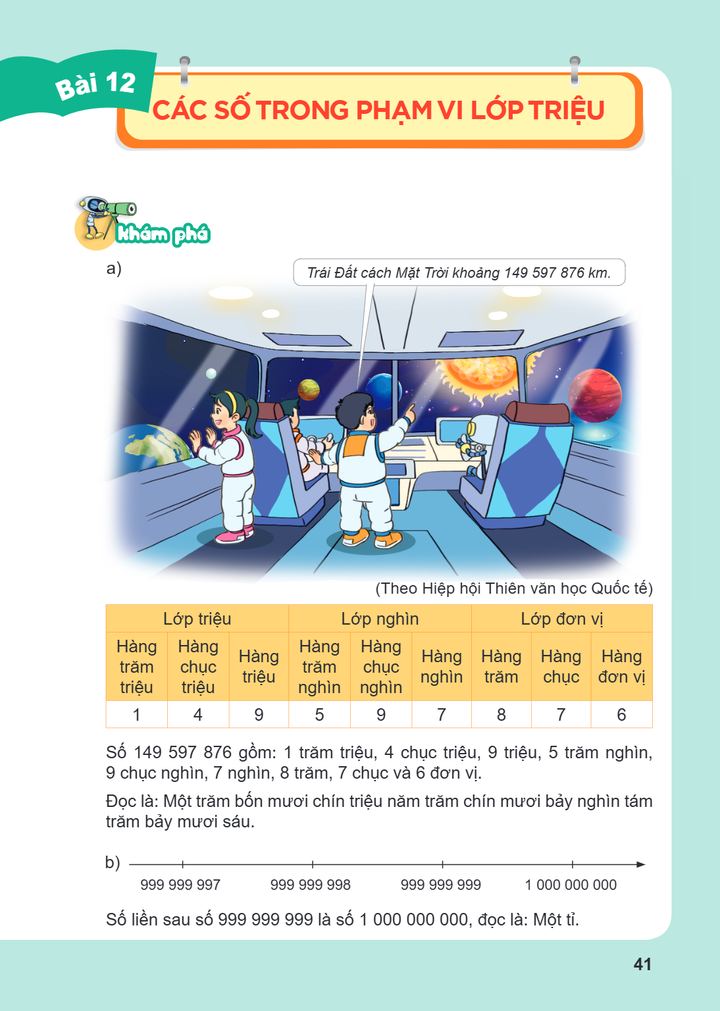 Bài 12
CÁC SỐ TRONG PHẠM VI LỚP TRIỆU
khám phá
a)
Trái Đất cách Mặt Trời khoảng 149 597 876 km.
(Theo Hiệp hội Thiên văn học Quốc tế)
Lớp triệu Lớp nghìn Lớp đơn vị
Hàng trăm triệu Hàng chục triệu Hàng triệu Hàng trăm nghìn Hàng chục nghìn Hàng nghìn Hàng trăm Hàng chục Hàng đơn vị
1 4 9 5 9 7 8 7 6
Số 149 597 876 gồm: 1 trăm triệu, 4 chục triệu, 9 triệu, 5 trăm nghìn,
9 chục nghìn, 7 nghìn, 8 trăm, 7 chục và 6 đơn vị.
Đọc là: Một trăm bốn mươi chín triệu năm trăm chín mươi bảy nghìn tám
trăm bảy mươi sáu.
b)
999 999 997 999 999 998 999 999 999 1 000 000 000
Số liền sau số 999 999 999 là số 1 000 000 000, đọc là: Một tỉ.
41